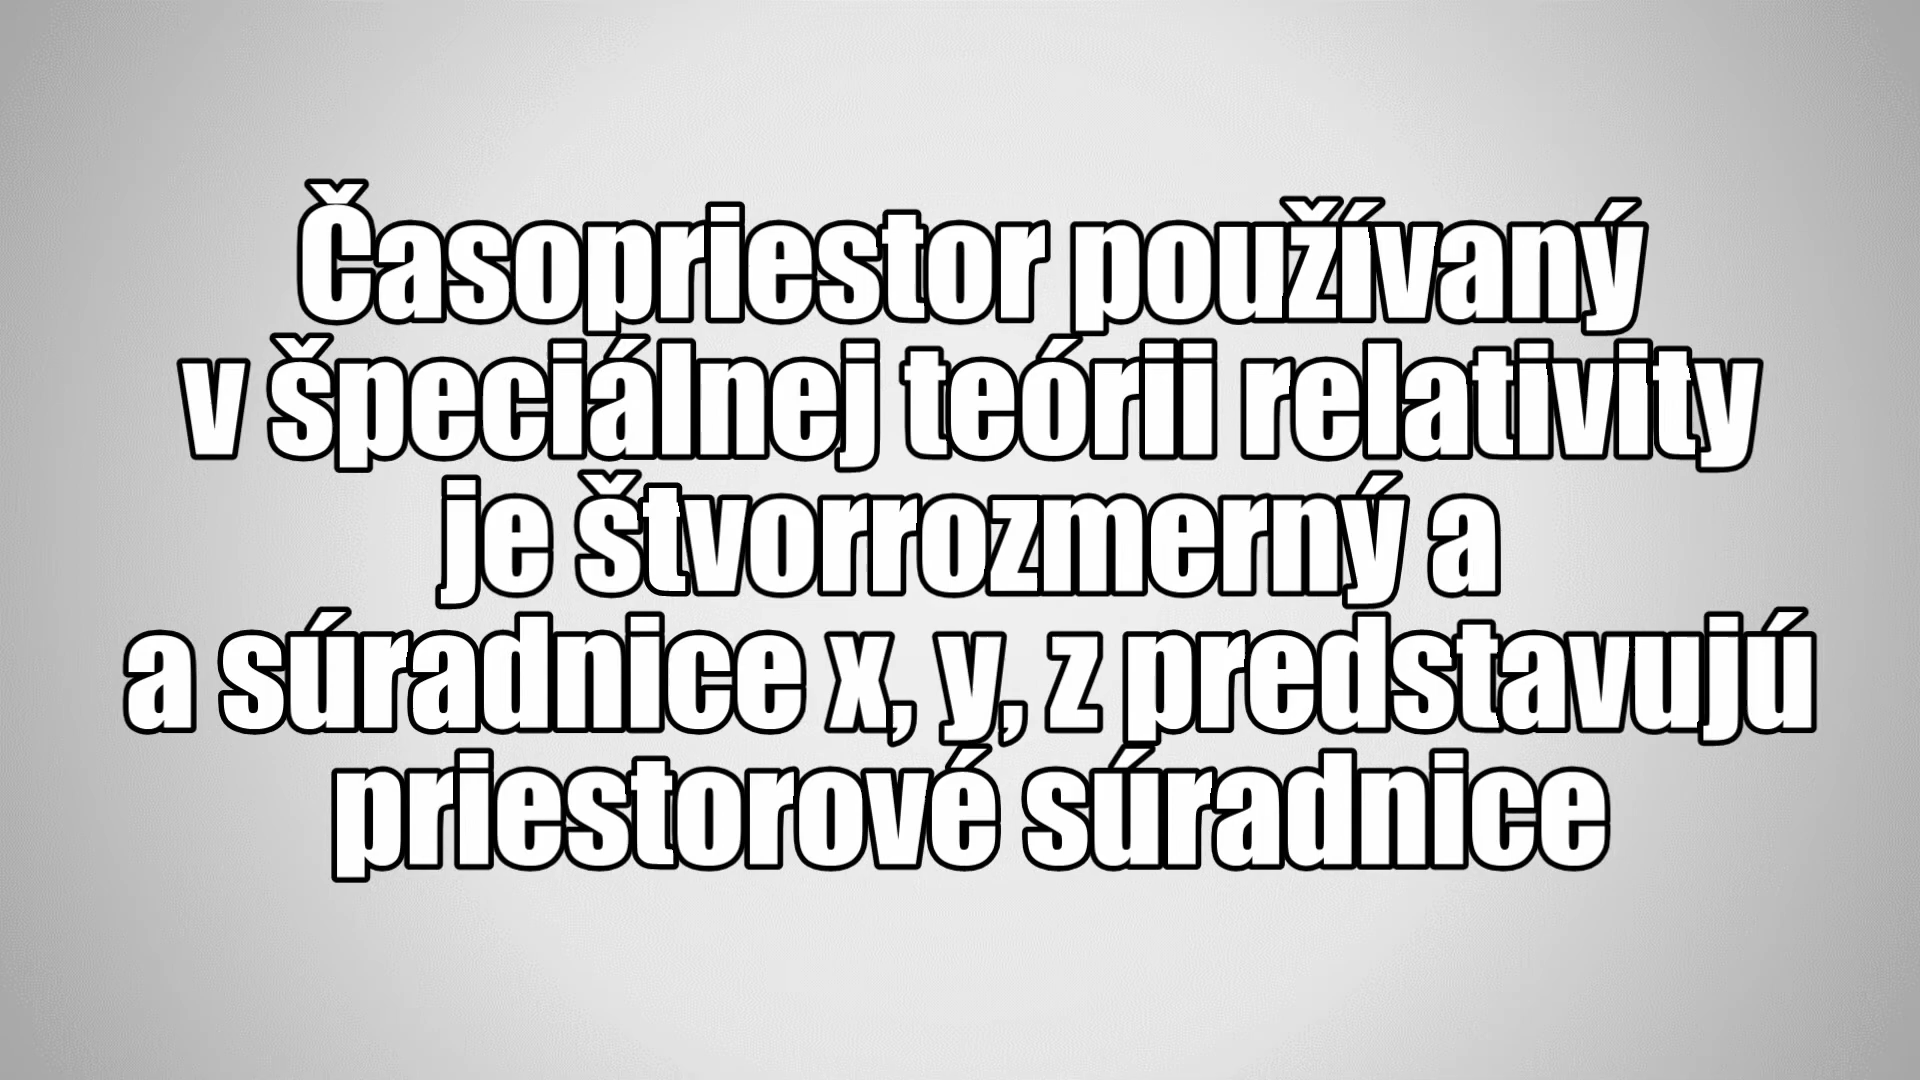 Časopriestor používaný
v špeciálnej teórii relativity
je štvorrozmerný a
a súradnice x, y, z predstavujú
priestorové súradnice